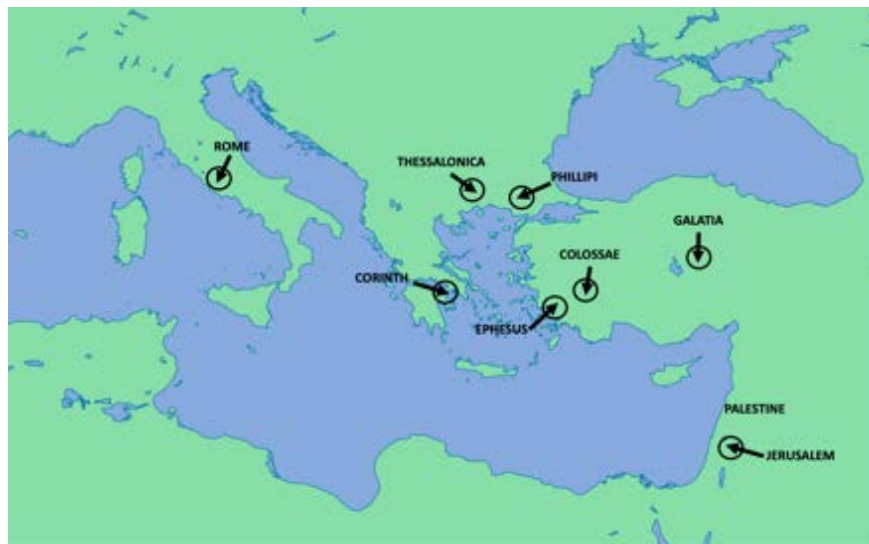 ROME
THESSALONICA
PHILLIPI
GALATIA
COLOSSAE
CORINTH
EPHESUS
PALESTINE
JERUSALEM